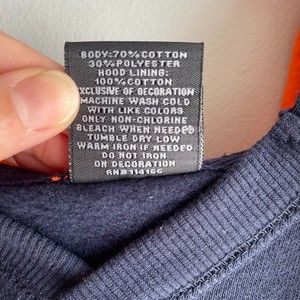 BODY:70%COTTON
30%POLYESTER
HOOD LINING:
100%COTTON
EXCLUSIVE OF DECORATION
MACHINE WASH COLD
WITH LIKE COLORS
ONLY NON-CHLORINE
BLEACH WHEN NEEDED
TUMBLE DRY LOW
WARM IRON IF NEEDED
DO NOT IRON
ON DECORATION
RN#114166